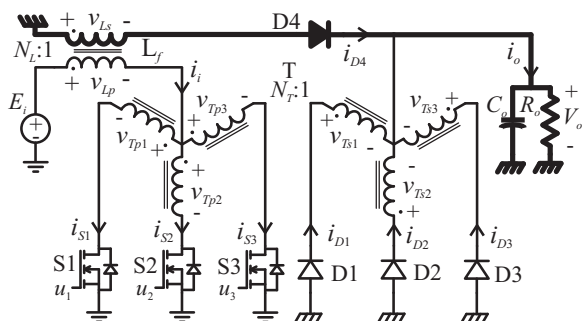 v_Ls
D4
N_L:1
L_f
i_D4
v_Lp
i_i
T
N_T:1
i_o
E_i
v_Tp3
v_Tp1
v_Ts3
v_Ts1
C_o
R_o
V_o
v_Tp2
v_Ts2
i_S1
i_S2
i_S3
i_D1
i_D2
i_D3
S1
S2
S3
D1
D2
D3
u_1
u_2
u_3